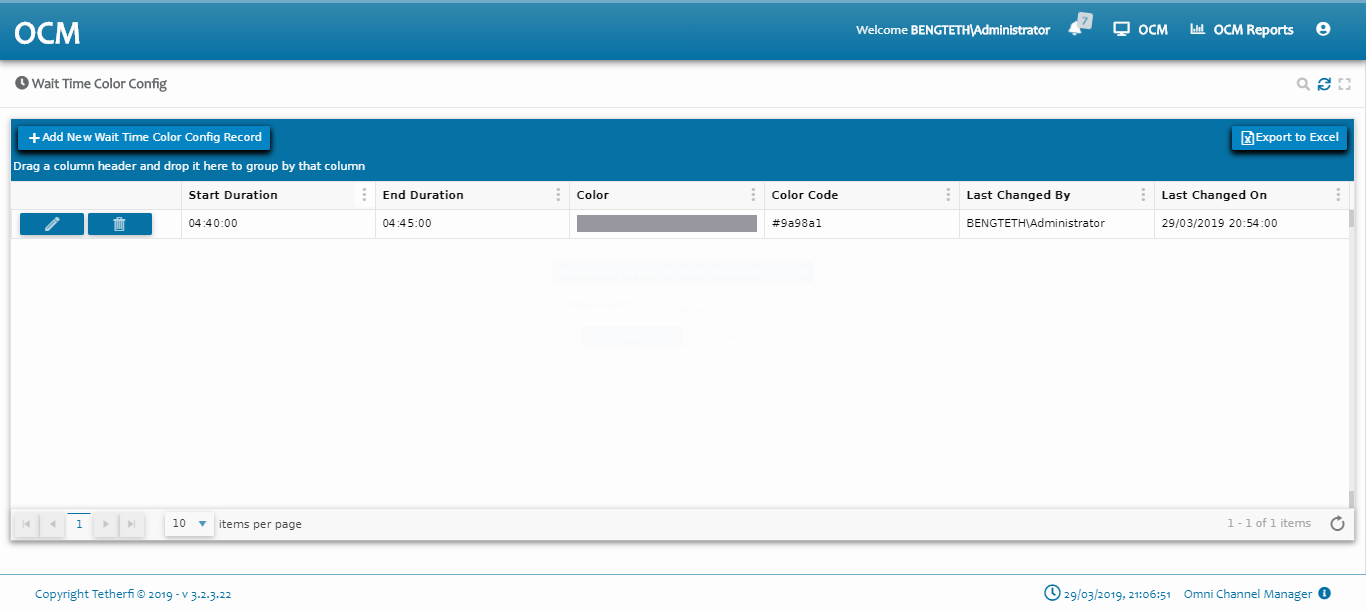 OCM
Welcome BENGTETH\Administrator
7
OCM
OCM Reports
Wait Time Color Config
Add New Wait Time Color Config Record
Export to Excel
Drag a column header and drop it here to group by that column
Start Duration End Duration Color Color Code Last Changed By Last Changed On
04:40:00 04:45:00 #9a98a1 BENGTETH\Administrator 29/03/2019 20:54:00
1 10 items per page 1 - 1 of 1 items
Copyright Tetherfi © 2019 - v 3.2.3.22
29/03/2019, 21:06:51 Omni Channel Manager